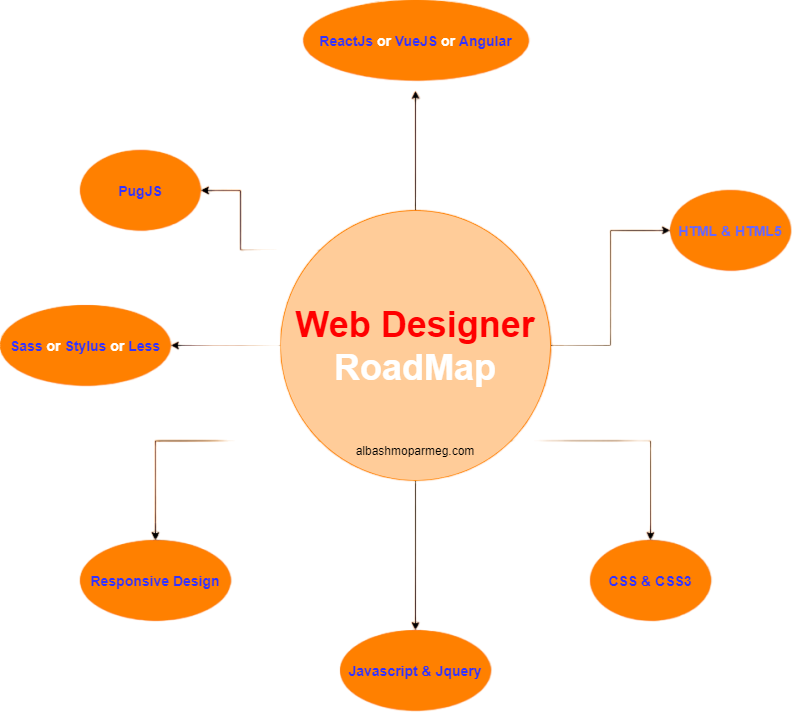 ReactJs or VueJS or Angular
PugJS
HTML & HTML5
Web Designer
RoadMap
Sass or Stylus or Less
albashmoparmeg.com
Responsive Design
CSS & CSS3
Javascript & Jquery